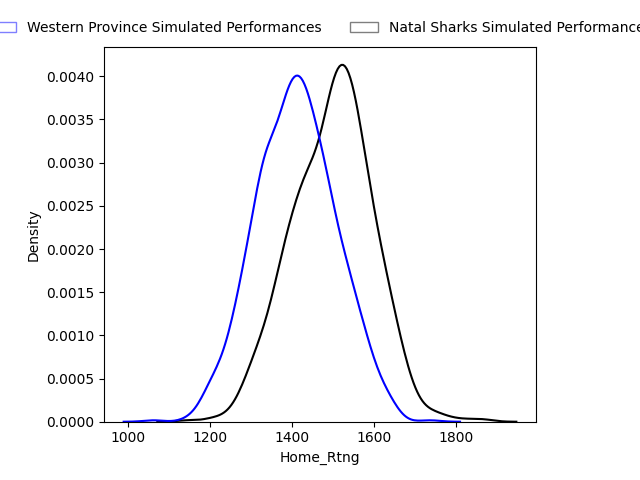 Western Province Simulated Performances
Natal Sharks Simulated Performance
0.0040
0.0035
0.0030
0.0025
0.0020
0.0015
0.0010
0.0005
0.0000
Density
1000 1200 1400 1600 1800
Home_Rtng